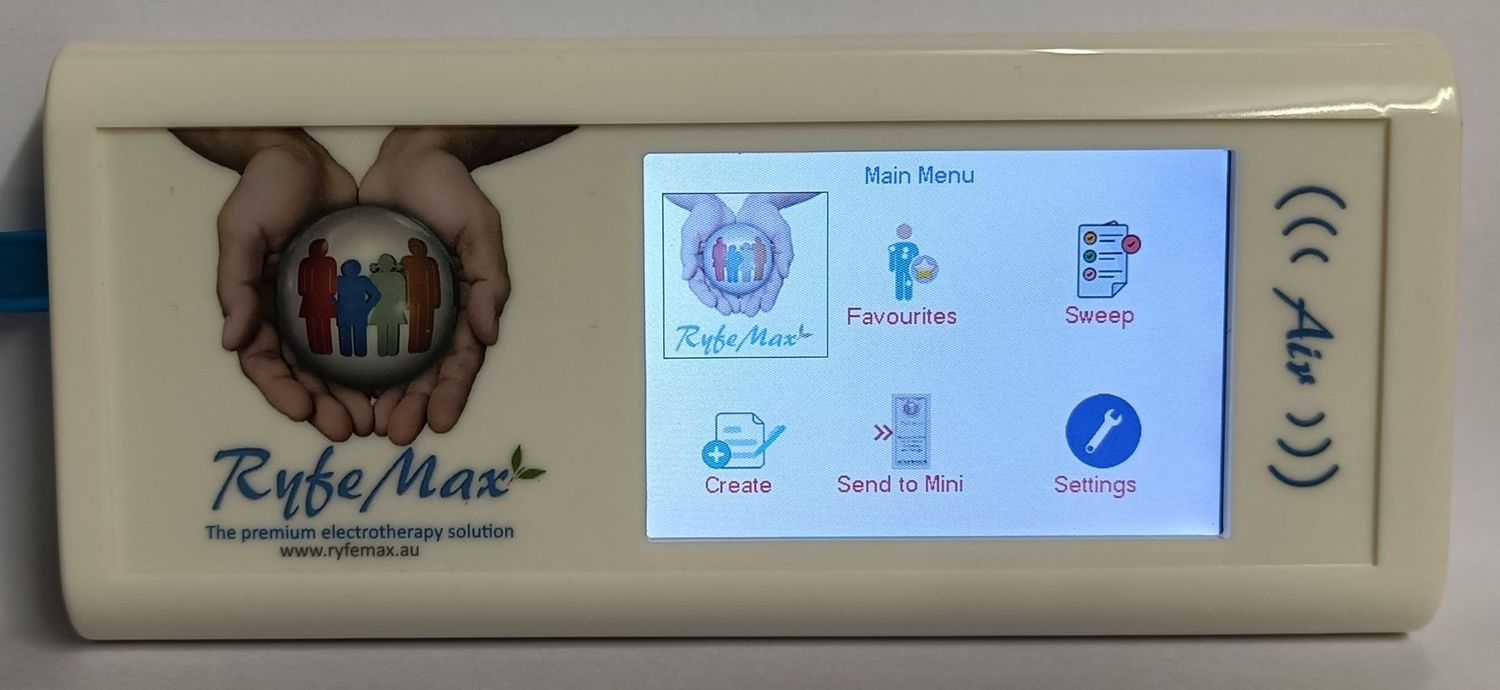 RyfeMax
The premium electrotherapy solution
www.ryfemax.au
Main Menu
RyfeMax
Favourites
Sweep
Create
Send to Mini
Settings
Air